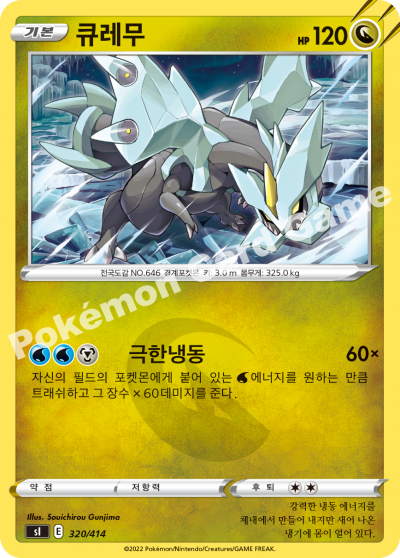 기본 큐레무 HP 120
전국도감 NO.646 경계포켓몬 키: 3.0 m 몸무게: 325.0 kg
Pokémon Card Game
극한냉동 60×
자신의 필드의 포켓몬에게 붙어 있는 에너지를 원하는 만큼
트래쉬하고 그 장수 × 60데미지를 준다.
약점 저항력 후퇴
Illus. Souichirou Gunjima
강력한 냉동 에너지를
sI E 320/414
체내에서 만들어 내지만 새어 나온
냉기에 몸이 얼어 있다.
©2022 Pokémon/Nintendo/Creatures/GAME FREAK.